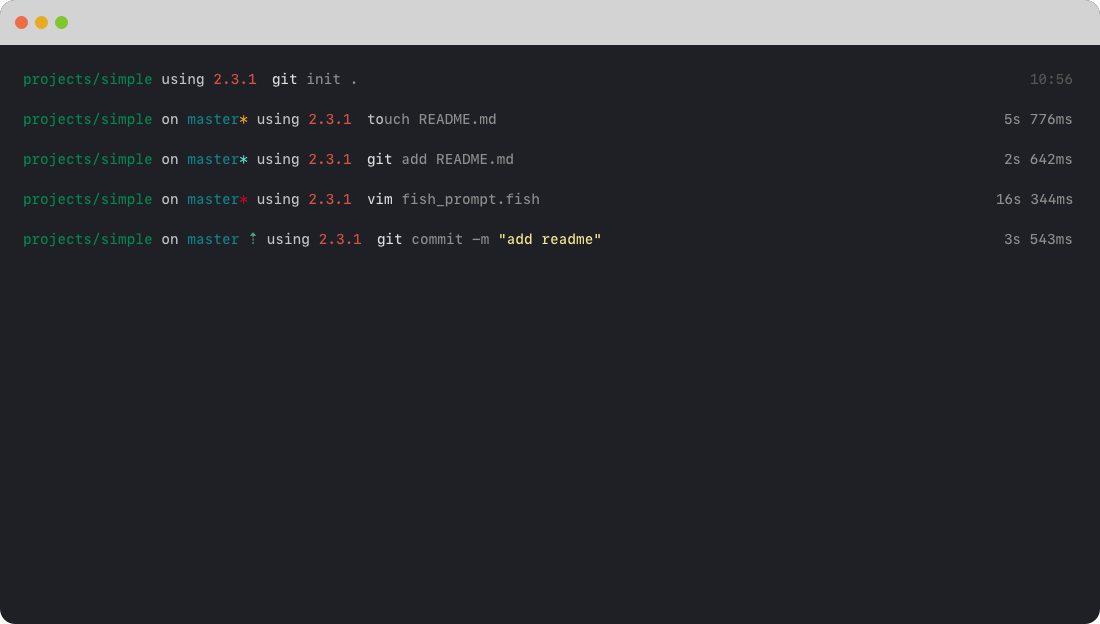 projects/simple using 2.3.1 git init . 10:56
projects/simple on master* using 2.3.1 touch README.md 5s 776ms
projects/simple on master* using 2.3.1 git add README.md 2s 642ms
projects/simple on master* using 2.3.1 vim fish_prompt.fish 16s 344ms
projects/simple on master ⇡ using 2.3.1 git commit -m "add readme" 3s 543ms